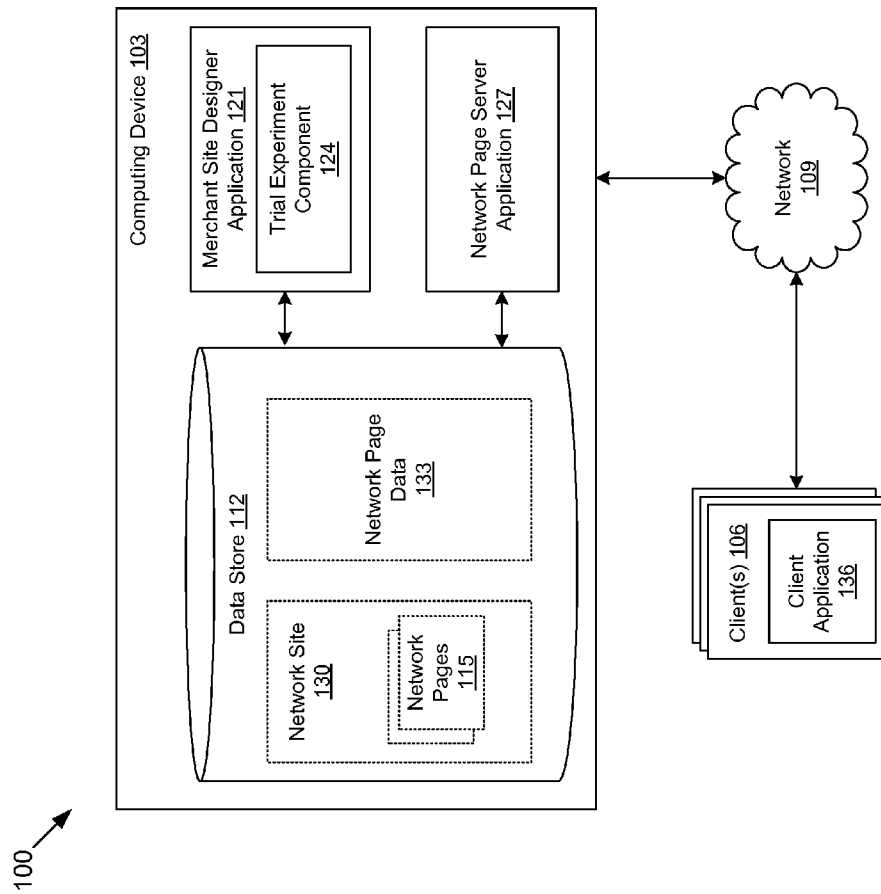 100
Computing Device 103
Data Store 112
Network Site
130
Network
Pages
115
Network Page
Data
133
Merchant Site Designer
Application 121
Trial Experiment
Component
124
Network Page Server
Application 127
Client(s) 106
Client
Application
136
Network
109